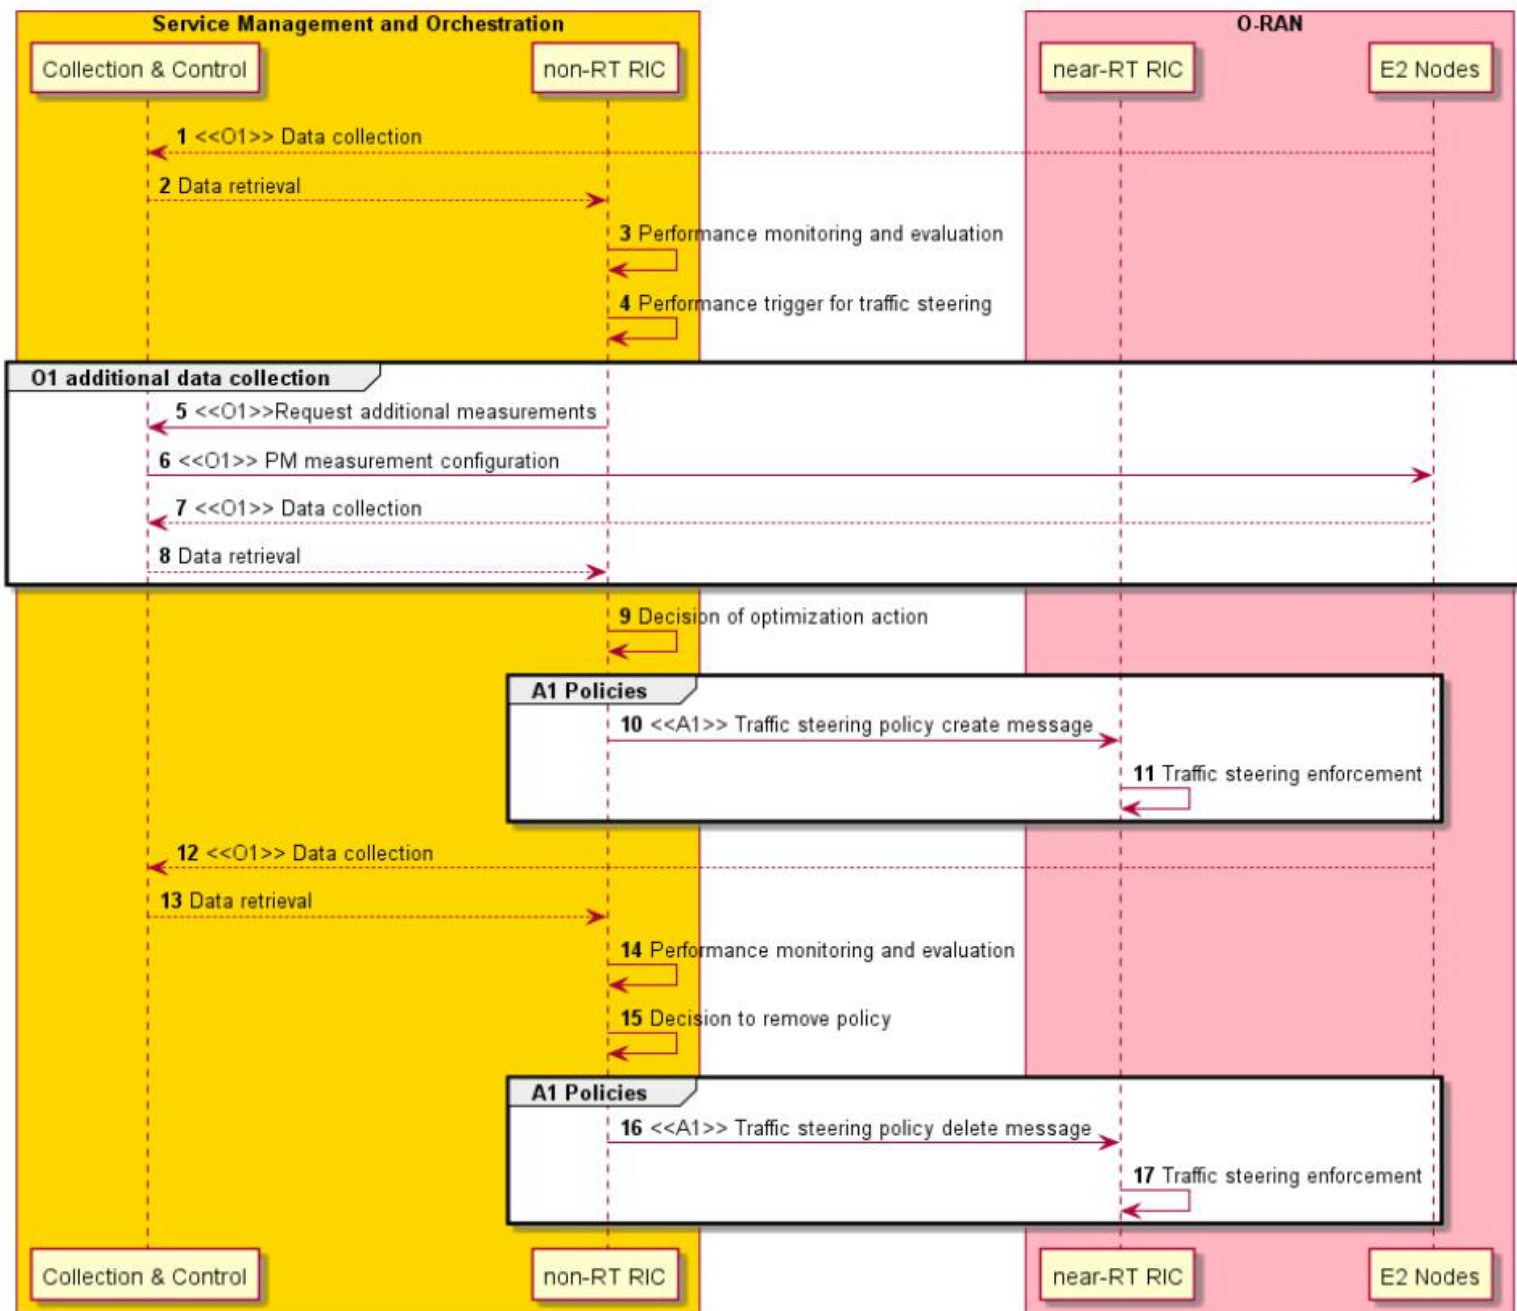 Service Management and Orchestration
O-RAN
Collection & Control
non-RT RIC
near-RT RIC
E2 Nodes
1 <<O1>> Data collection
2 Data retrieval
3 Performance monitoring and evaluation
4 Performance trigger for traffic steering
O1 additional data collection
5 <<O1>>Request additional measurements
6 <<O1>> PM measurement configuration
7 <<O1>> Data collection
8 Data retrieval
9 Decision of optimization action
A1 Policies
10 <<A1>> Traffic steering policy create message
11 Traffic steering enforcement
12 <<O1>> Data collection
13 Data retrieval
14 Performance monitoring and evaluation
15 Decision to remove policy
A1 Policies
16 <<A1>> Traffic steering policy delete message
17 Traffic steering enforcement
Collection & Control
non-RT RIC
near-RT RIC
E2 Nodes